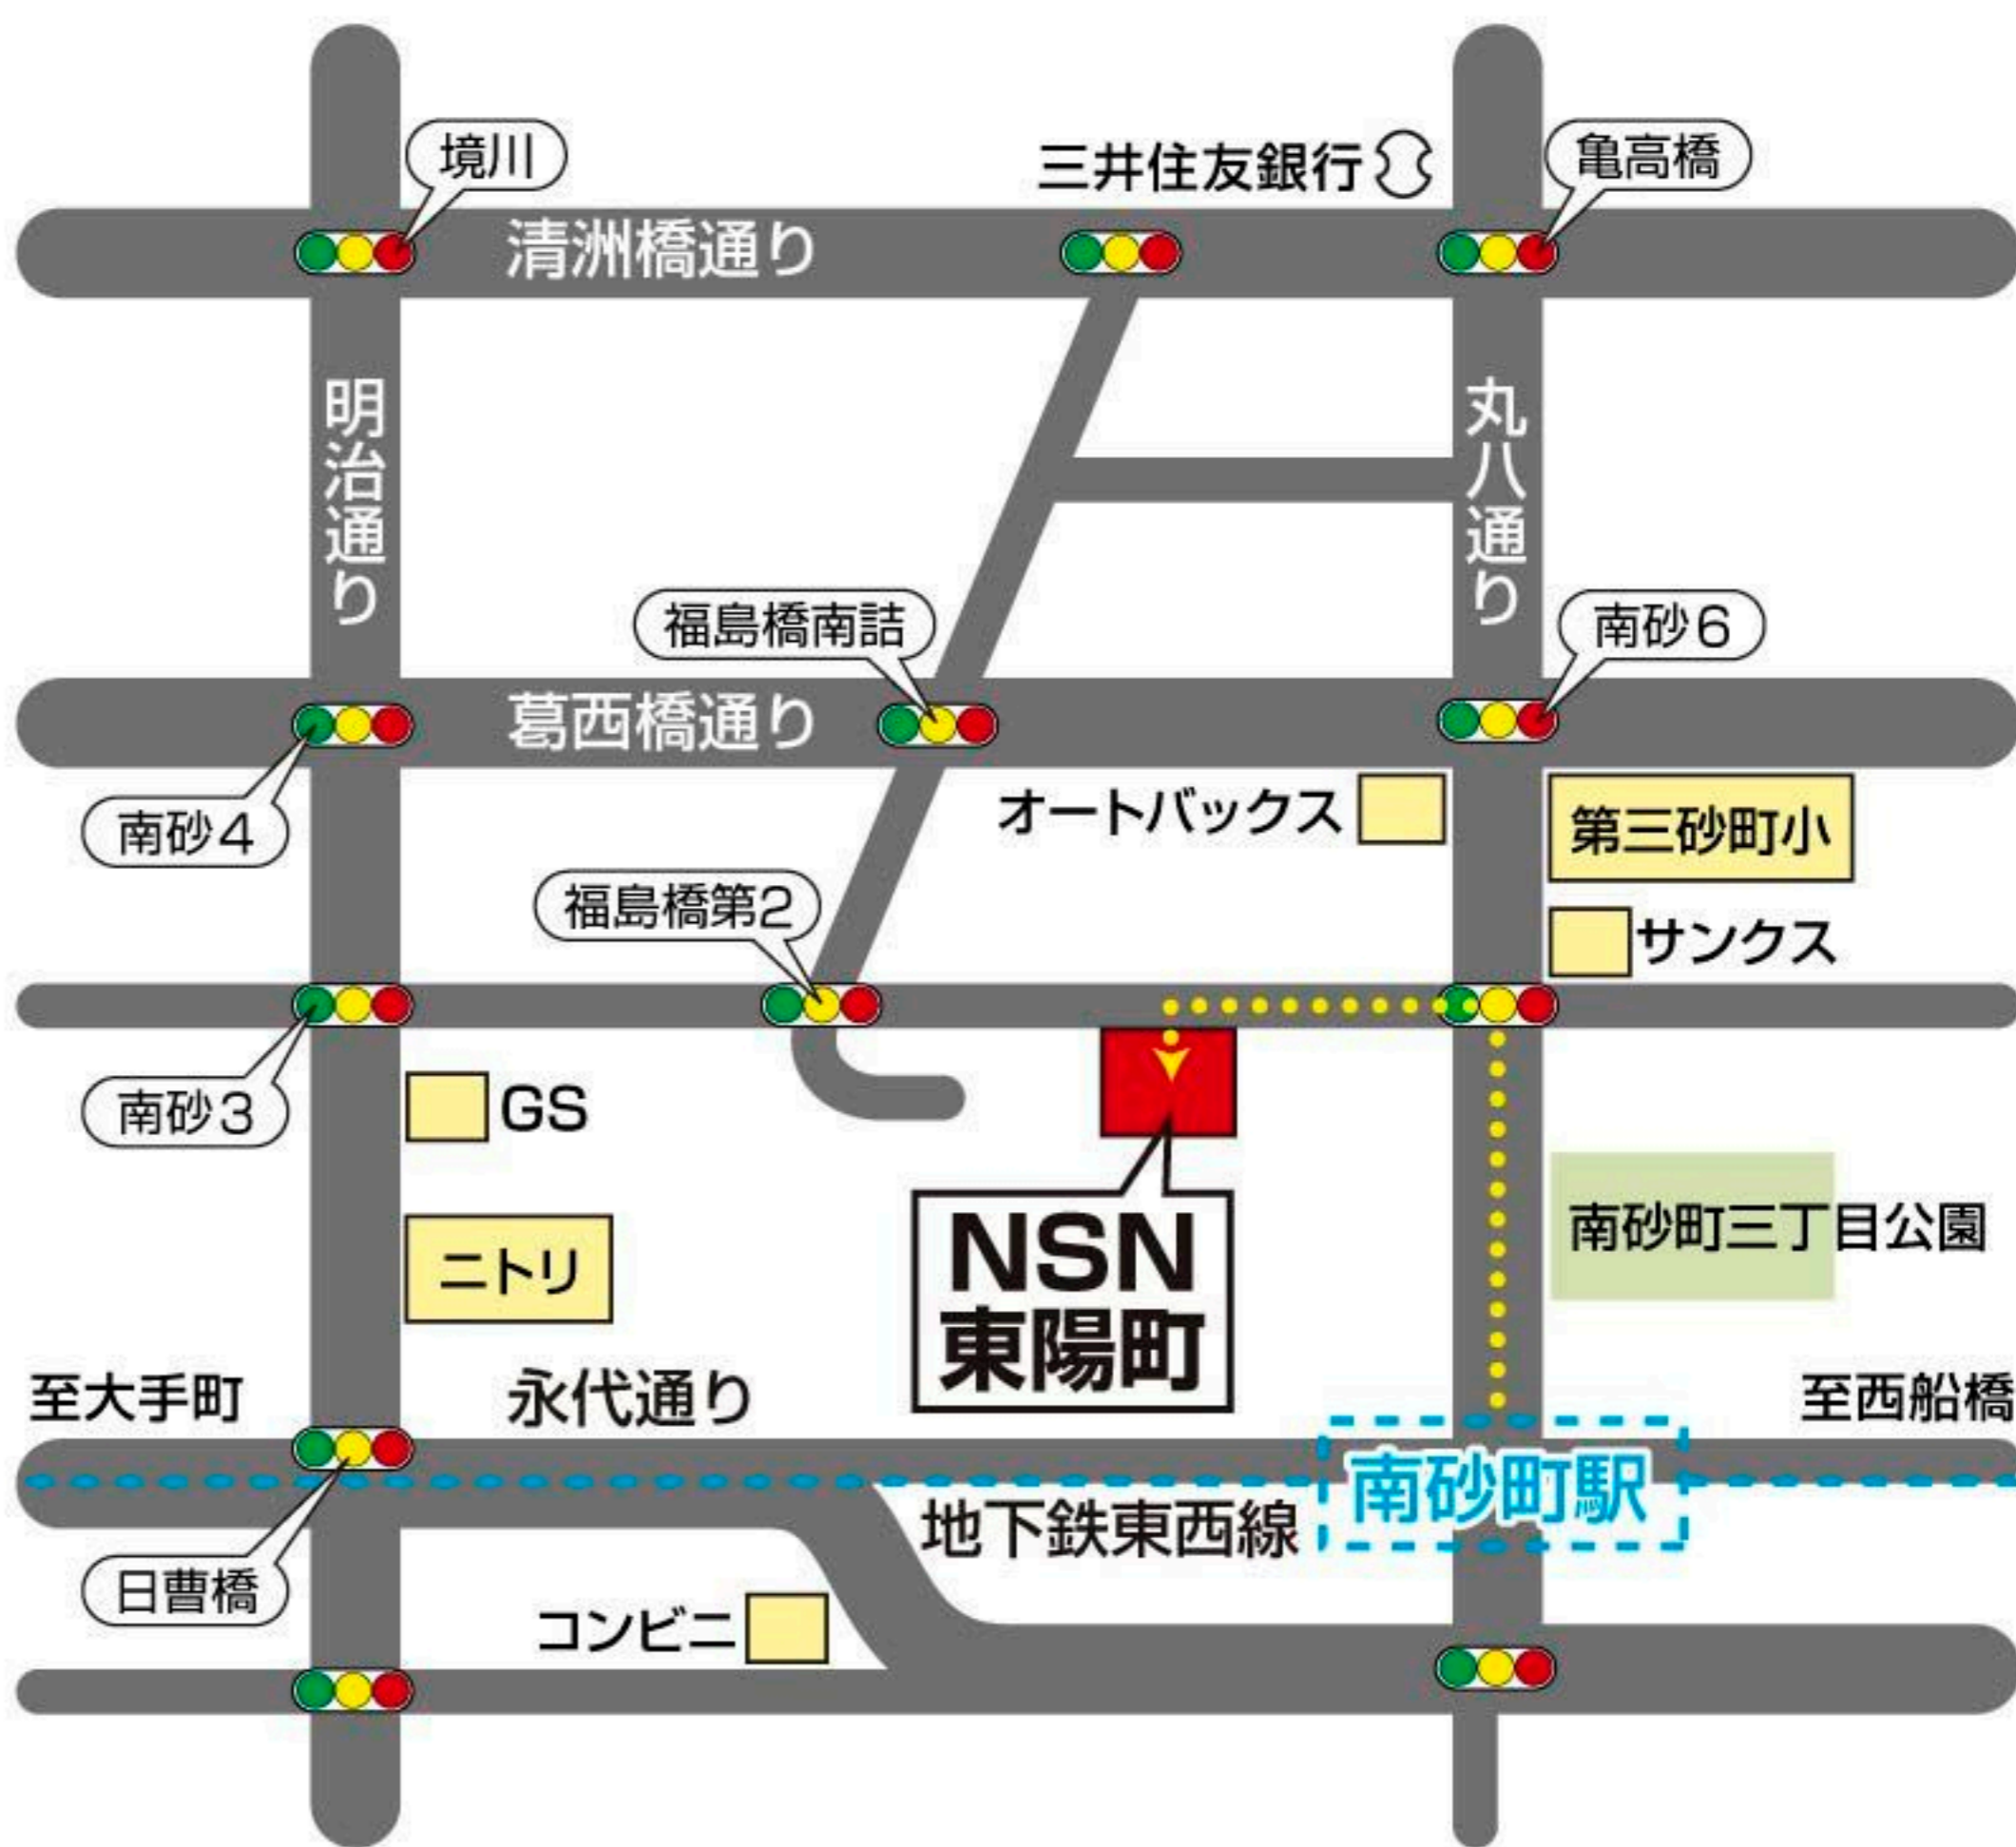 境川
三井住友銀行
亀高橋
清洲橋通り
明治通り
丸八通り
福島橋南詰
南砂6
葛西橋通り
オートバックス
第三砂町小
南砂4
福島橋第2
サンクス
南砂3
GS
ニトリ
NSN
東陽町
南砂町三丁目公園
至大手町
永代通り
至西船橋
南砂町駅
地下鉄東西線
日曹橋
コンビニ